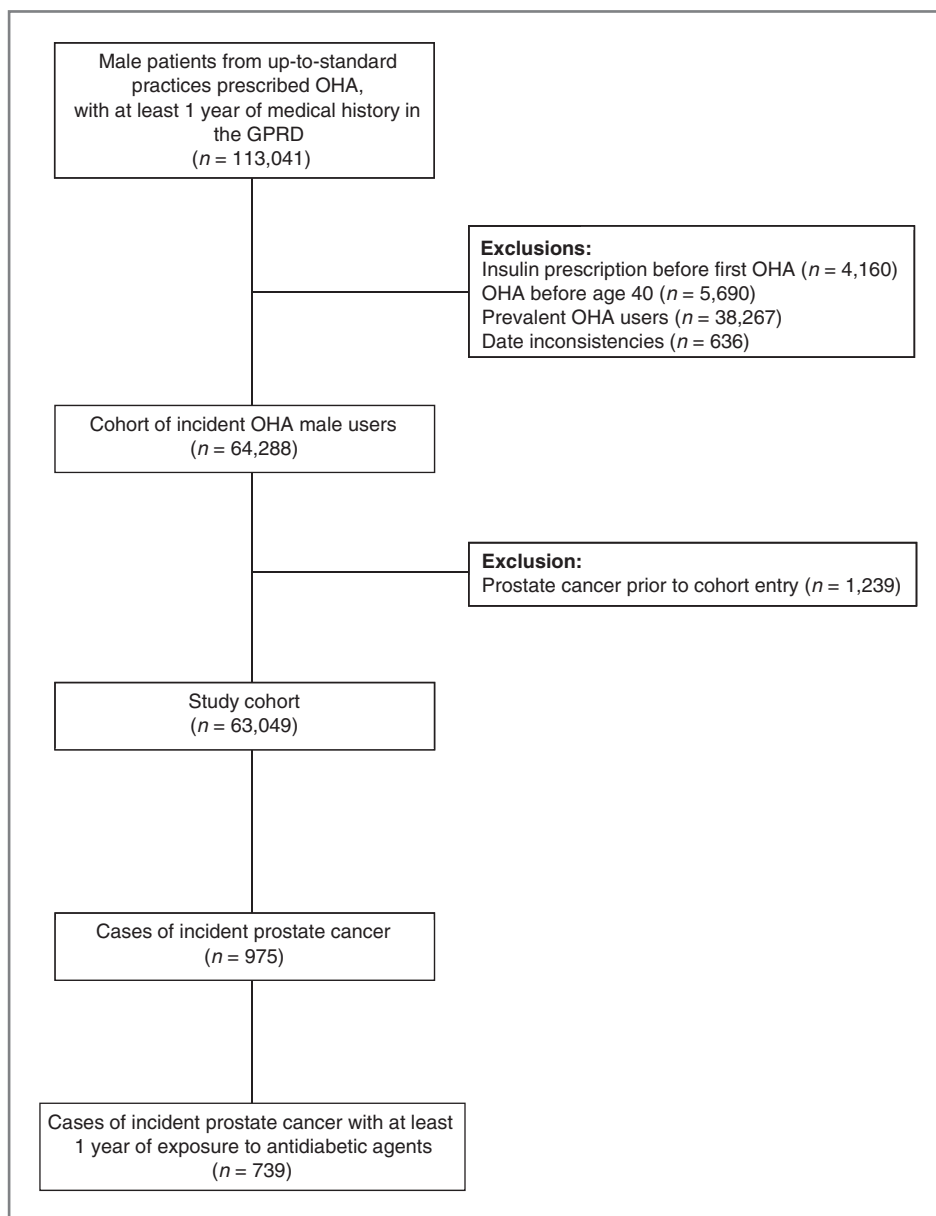 Male patients from up-to-standard
practices prescribed OHA,
with at least 1 year of medical history in
the GPRD
(n = 113,041)
Exclusions:
Insulin prescription before first OHA (n = 4,160)
OHA before age 40 (n = 5,690)
Prevalent OHA users (n = 38,267)
Date inconsistencies (n = 636)
Cohort of incident OHA male users
(n = 64,288)
Exclusion:
Prostate cancer prior to cohort entry (n = 1,239)
Study cohort
(n = 63,049)
Cases of incident prostate cancer
(n = 975)
Cases of incident prostate cancer with at least
1 year of exposure to antidiabetic agents
(n = 739)